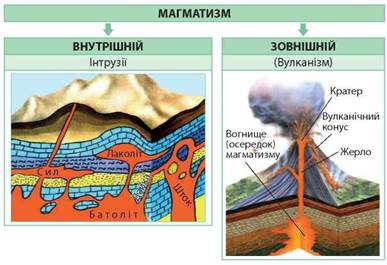 МАГМАТИЗМ
ВНУТРІШНІЙ
Інтрузії
Лаколіт
Сил
Шток
Батоліт
ЗОВНІШНІЙ
(Вулканізм)
Кратер
Вулканічний
конус
Вогнище
(осередок)
магматизму
Жерло